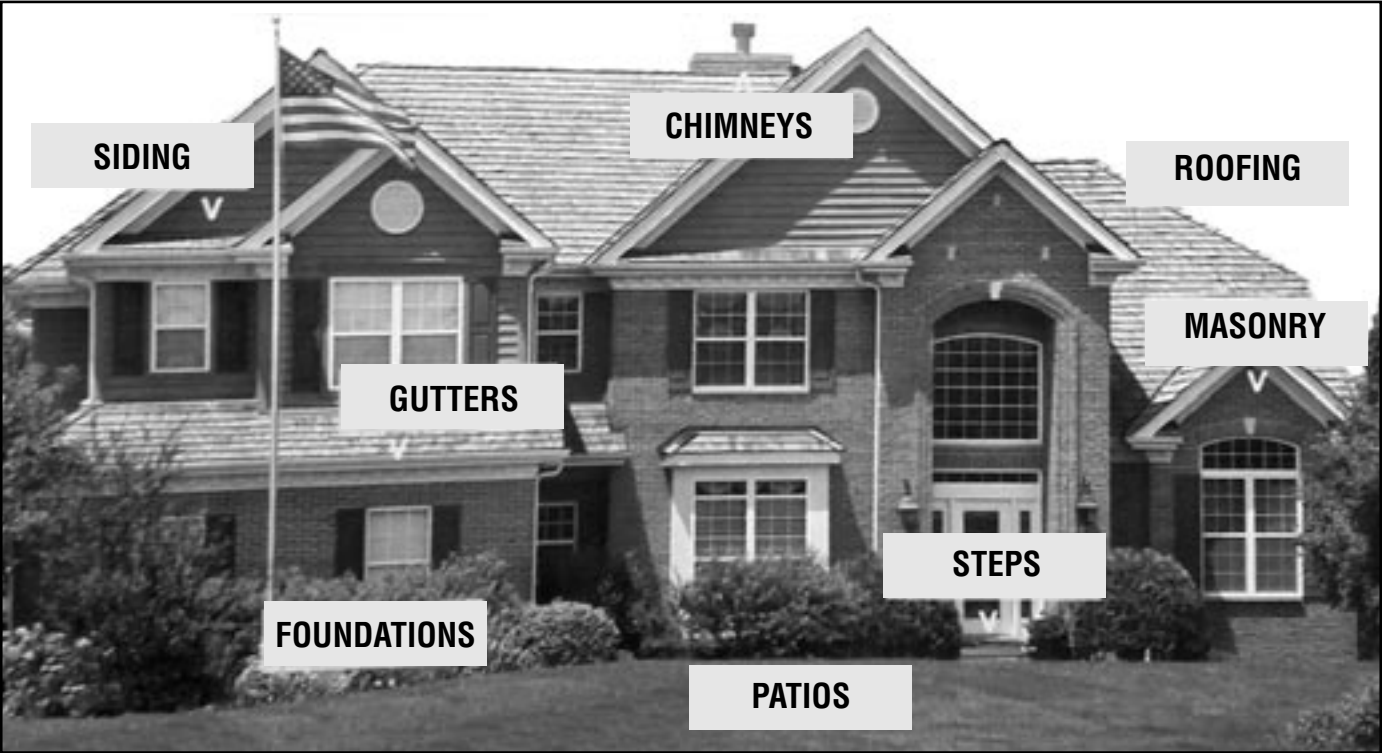 CHIMNEYS
SIDING
ROOFING
MASONRY
GUTTERS
STEPS
FOUNDATIONS
PATIOS